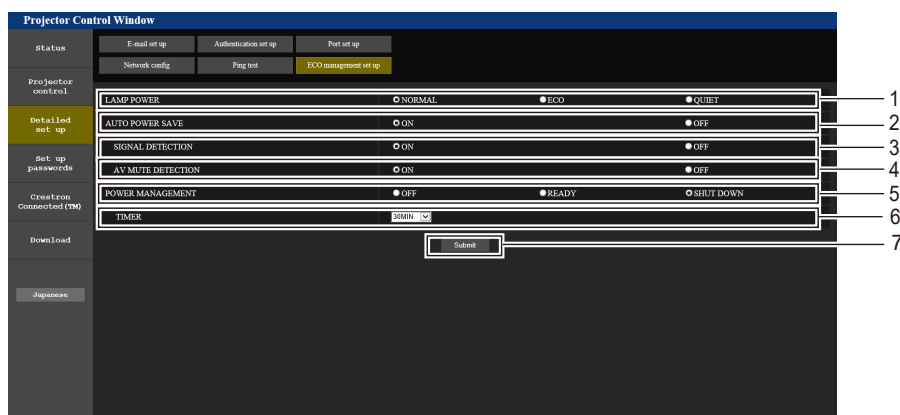 Projector Control Window
Status
E-mail set up
Authentication set up
Port set up
Network config
Ping test
ECO management set up
Projector
control
Detailed
set up
Set up
passwords
Crestron
Connected(TM)
Download
Japanese
LAMP POWER NORMAL ECO QUIET 1
AUTO POWER SAVE ON OFF 2
SIGNAL DETECTION ON OFF 3
AV MUTE DETECTION ON OFF 4
POWER MANAGEMENT OFF READY SHUT DOWN 5
TIMER 30MIN. 6
Submit 7